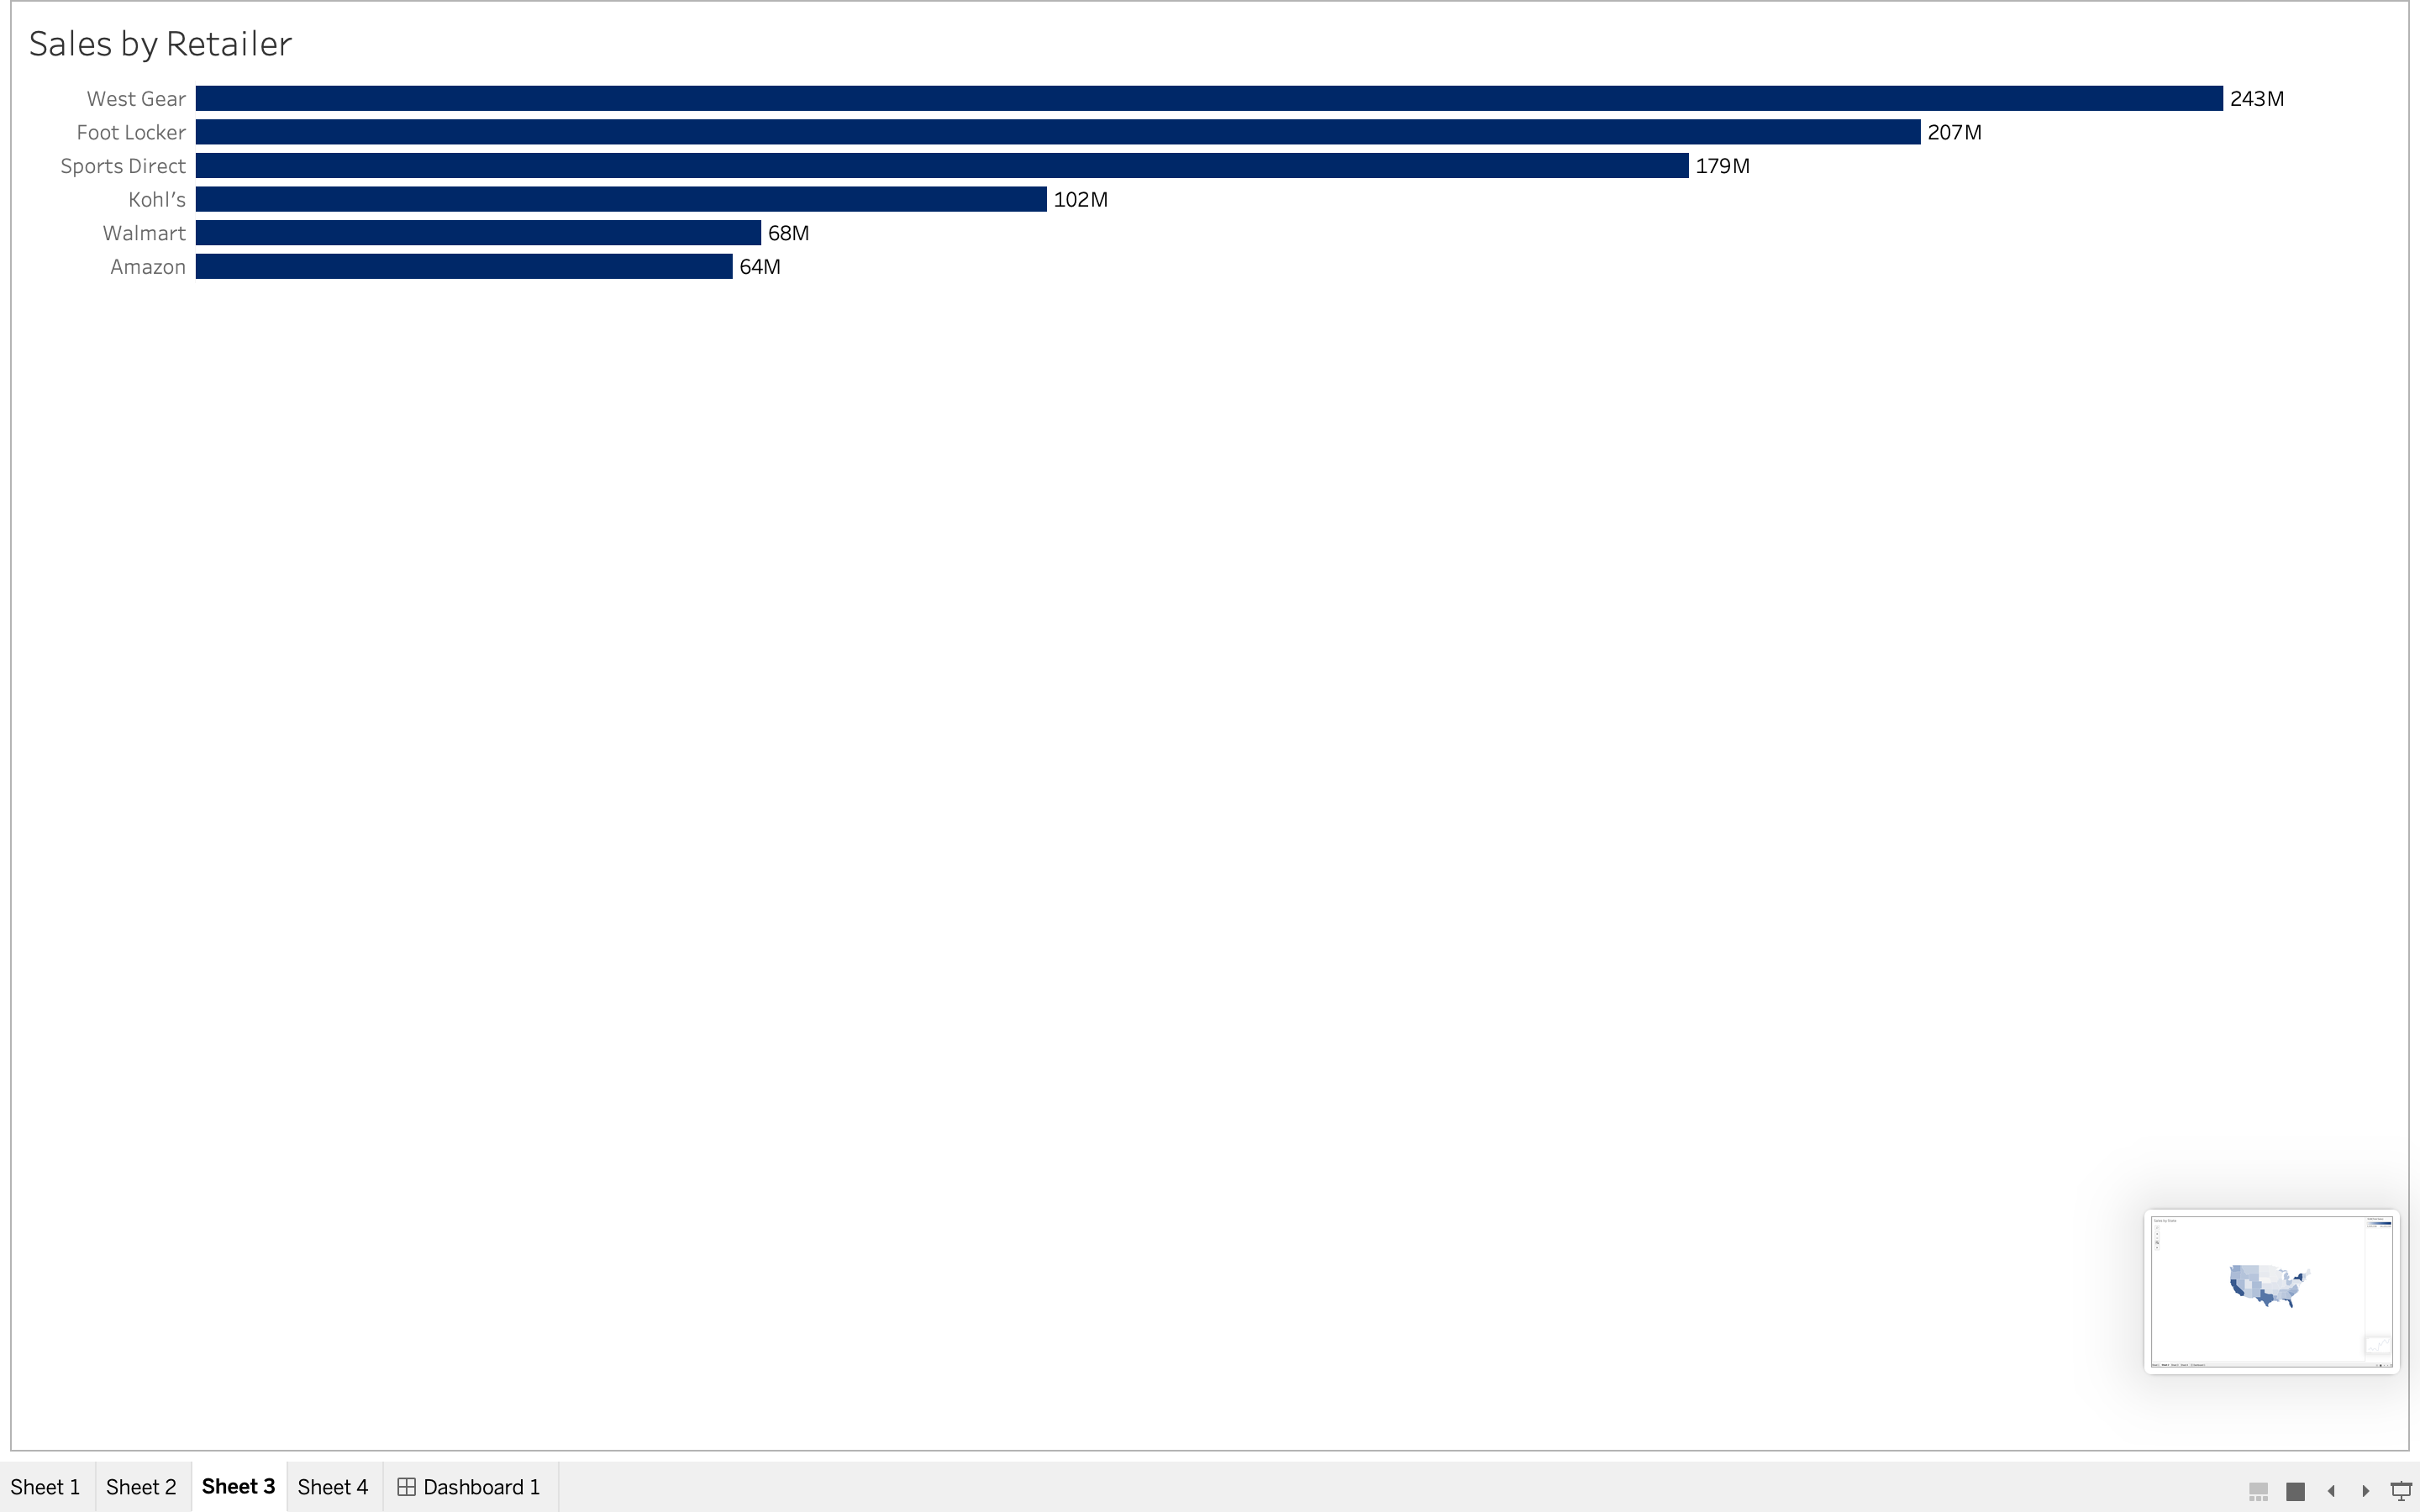 Sales by Retailer
West Gear 243M
Foot Locker 207M
Sports Direct 179M
Kohl's 102M
Walmart 68M
Amazon 64M
Sheet 1 Sheet 2 Sheet 3 Sheet 4 Dashboard 1